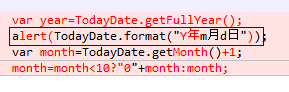 var year=TodayDate.getFullYear();
alert(TodayDate.format("Y年m月d日"));
var month=TodayDate.getMonth()+1;
month=month<10?"0"+month:month;